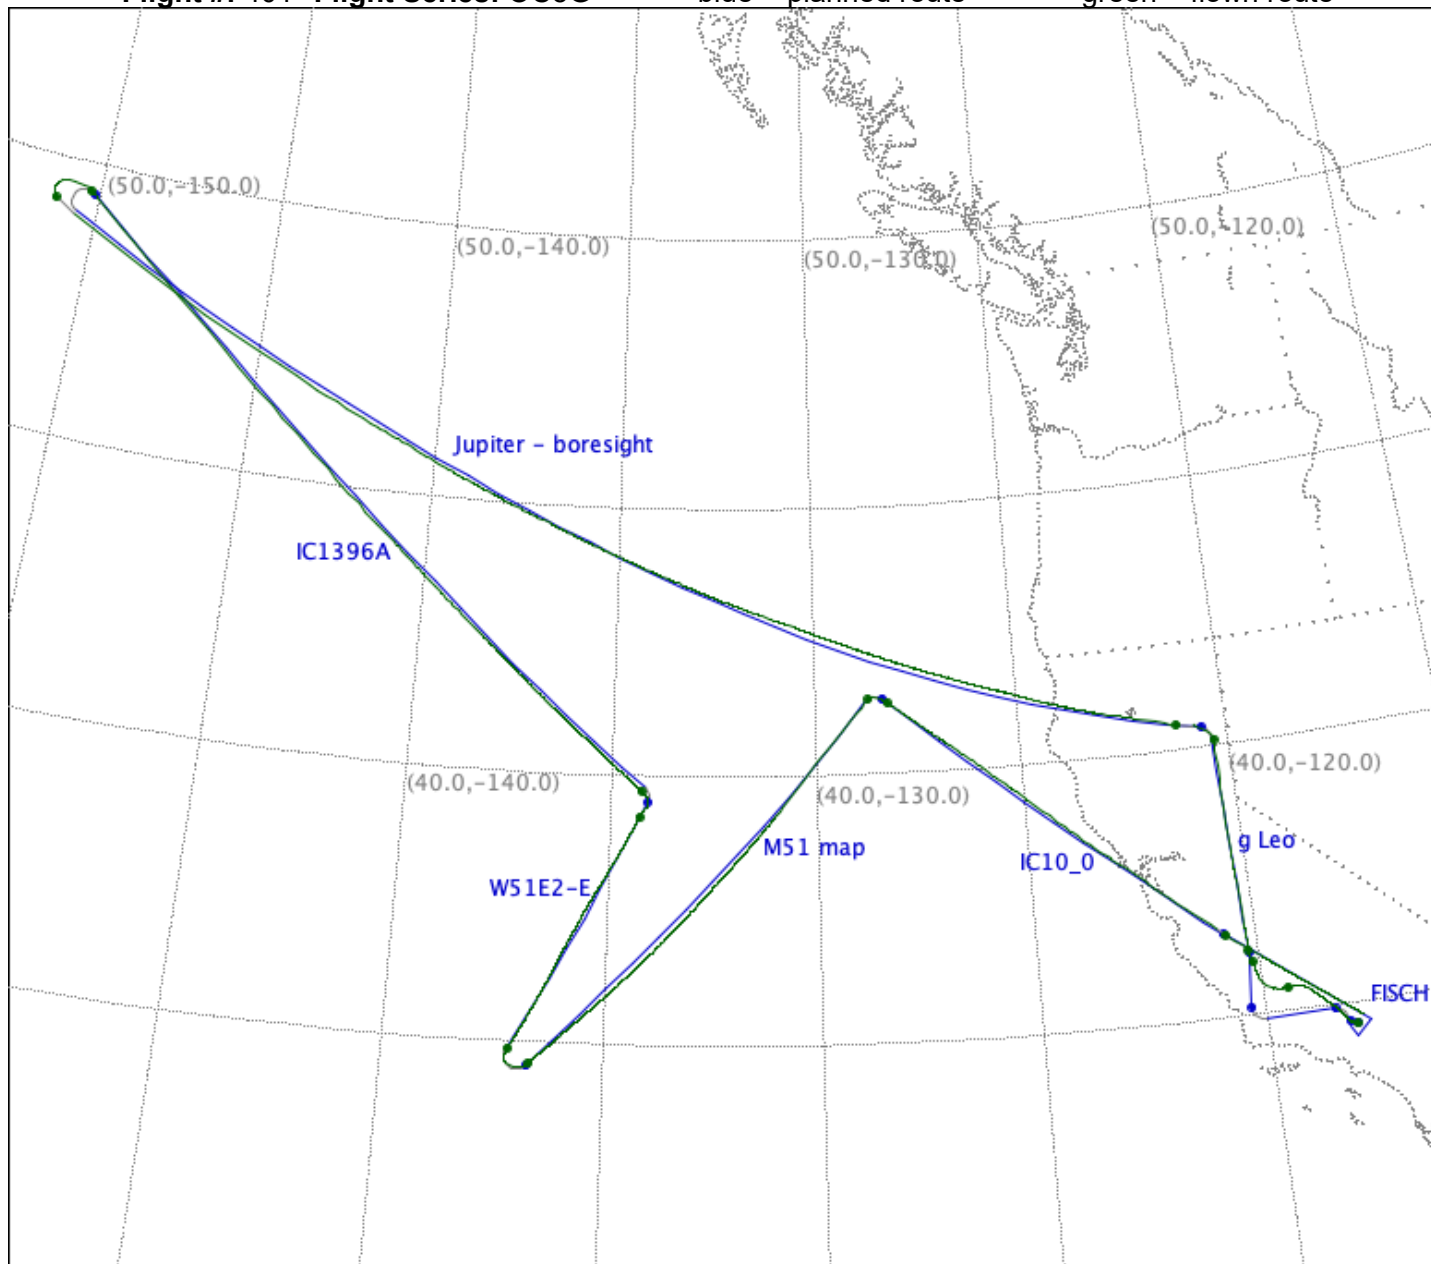 (50.0,-150.0)
(50.0,-140.0)
(50.0,-130.0)
(50.0,-120.0)
Jupiter - boresight
IC1396A
(40.0,-140.0)
(40.0,-130.0)
(40.0,-120.0)
W51E2-E
M51 map
IC10_0
g Leo
FISCH